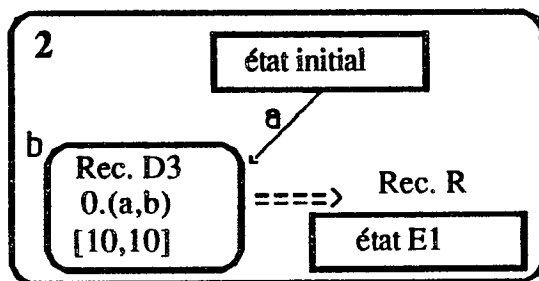 2
état initial
a
b
Rec. D3
0.(a,b)
[10,10]
====>
Rec. R
état E1